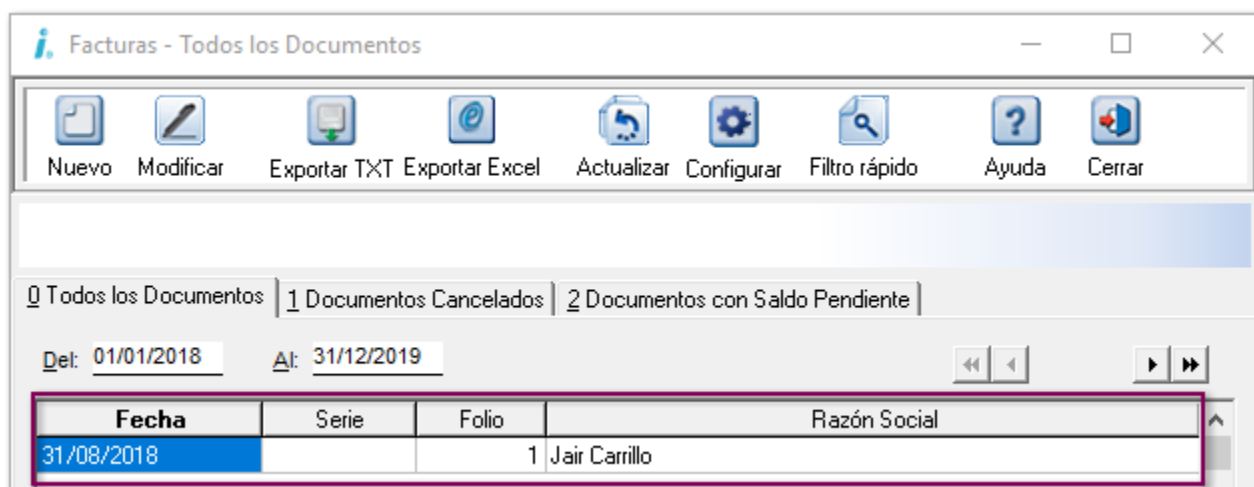 Facturas - Todos los Documentos
Nuevo Modificar Exportar TXT Exportar Excel Actualizar Configurar Filtro rápido Ayuda Cerrar
0 Todos los Documentos 1 Documentos Cancelados 2 Documentos con Saldo Pendiente
Del: 01/01/2018 Al: 31/12/2019
Fecha Serie Folio Razón Social
31/08/2018 1 Jair Carrillo